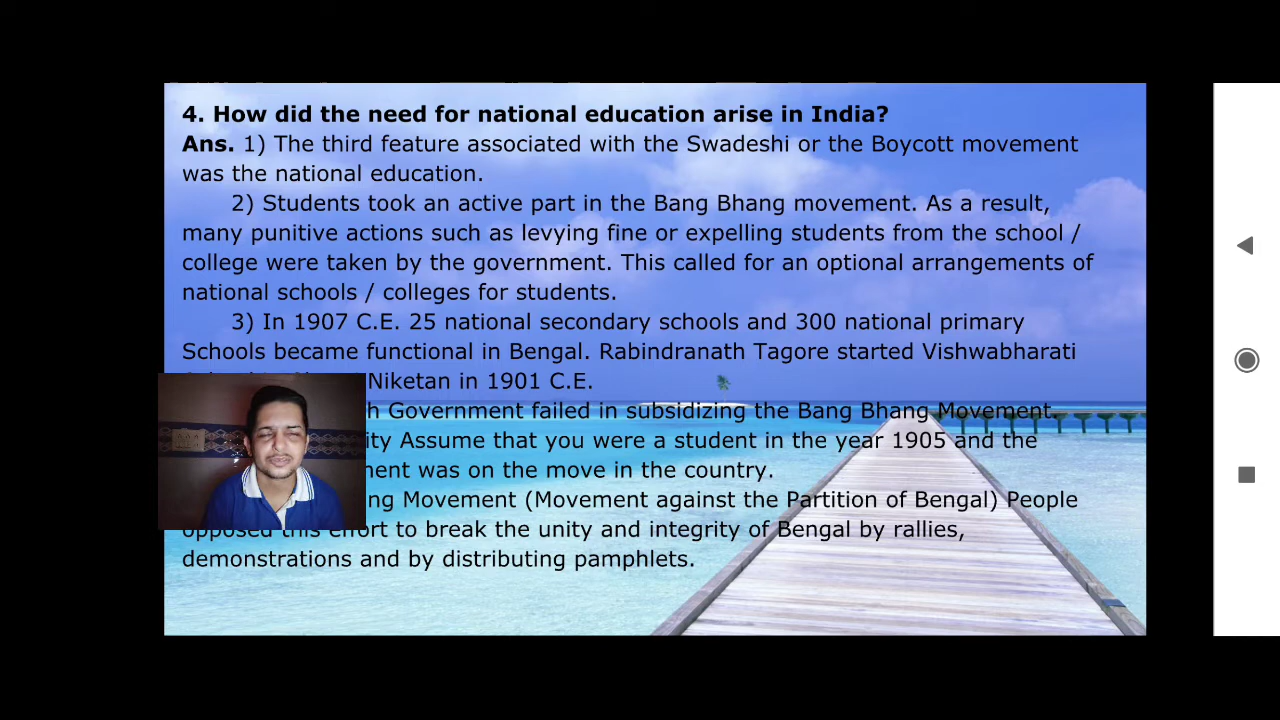 4. How did the need for national education arise in India?
Ans. 1) The third feature associated with the Swadeshi or the Boycott movement
was the national education.
2) Students took an active part in the Bang Bhang movement. As a result,
many punitive actions such as levying fine or expelling students from the school /
college were taken by the government. This called for an optional arrangements of
national schools / colleges for students.
3) In 1907 C.E. 25 national secondary schools and 300 national primary
Schools became functional in Bengal. Rabindranath Tagore started Vishwabharati
Niketan in 1901 C.E.
h Government failed in subsidizing the Bang Bhang Movement.
ity Assume that you were a student in the year 1905 and the
ment was on the move in the country.
ng Movement (Movement against the Partition of Bengal) People
opposed this effort to break the unity and integrity of Bengal by rallies,
demonstrations and by distributing pamphlets.